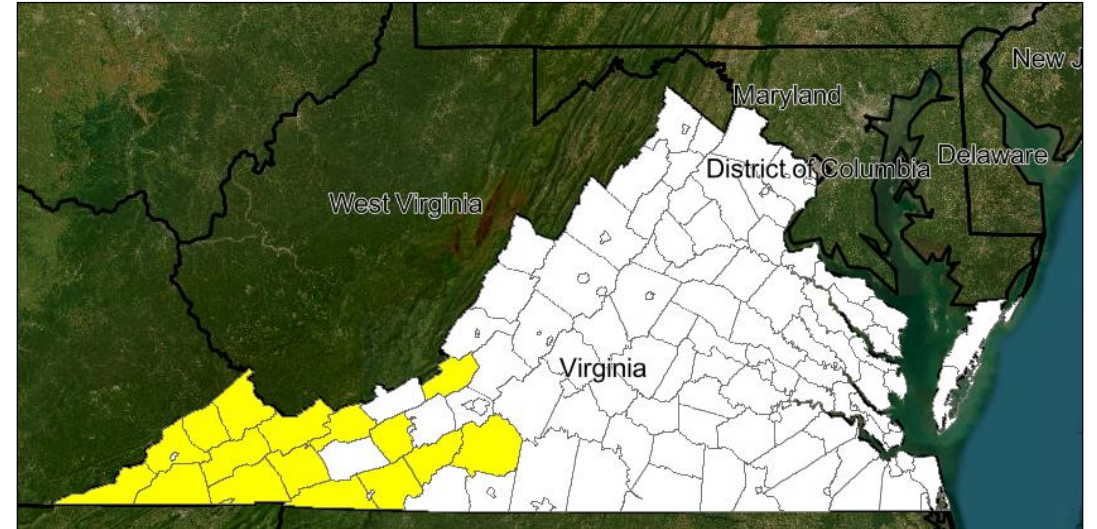 New J
Maryland
District of Columbia
Delaware
West Virginia
Virginia